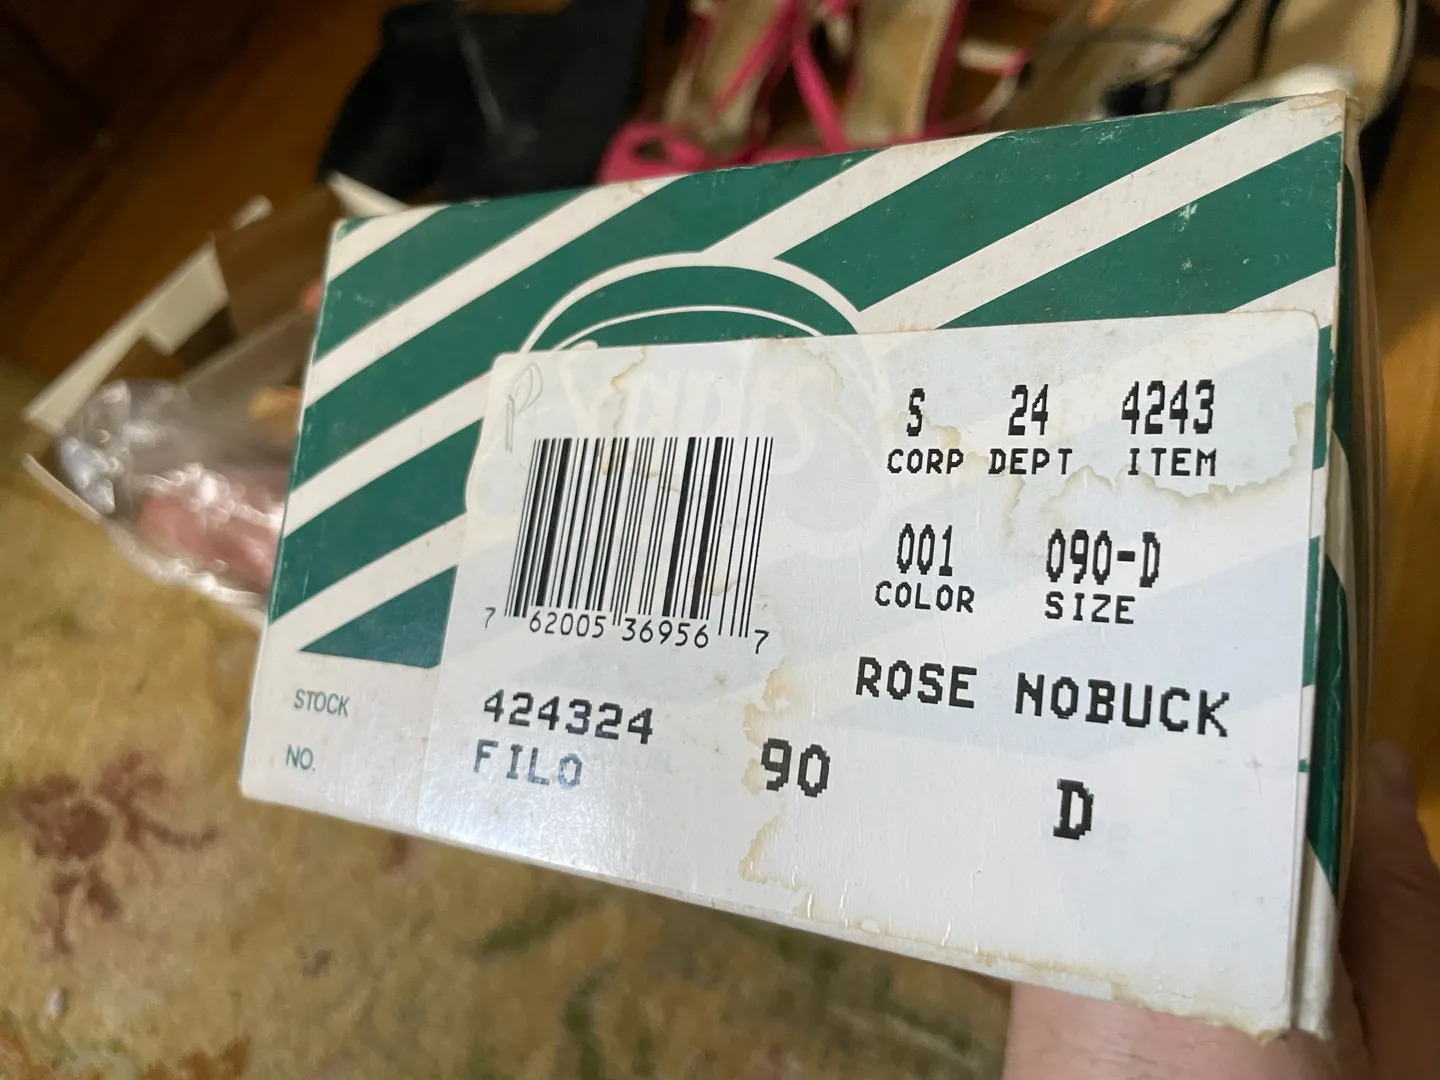 S 24 4243
CORP DEPT ITEM
001 090-D
COLOR SIZE
7 62005 36956 7
ROSE NOBUCK
STOCK
NO.
424324
FILO
90 D